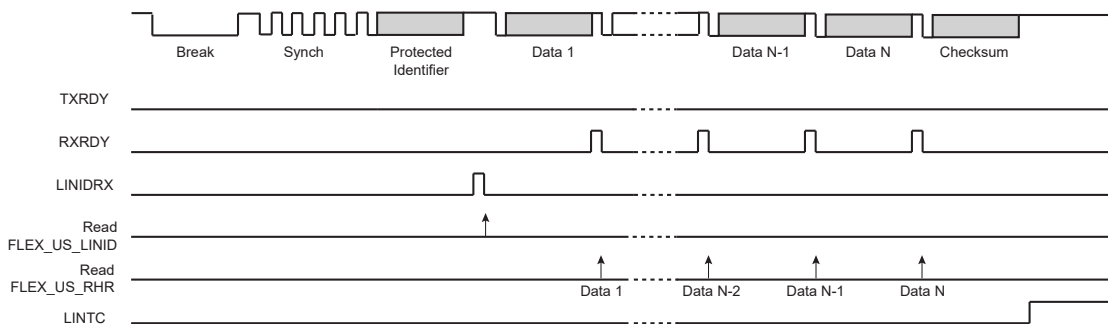 Break Synch Protected Identifier Data 1 Data N-1 Data N Checksum
TXRDY
RXRDY
LINIDRX
Read
FLEX_US_LINID
Read
FLEX_US_RHR
Data 1 Data N-2 Data N-1 Data N
LINTC